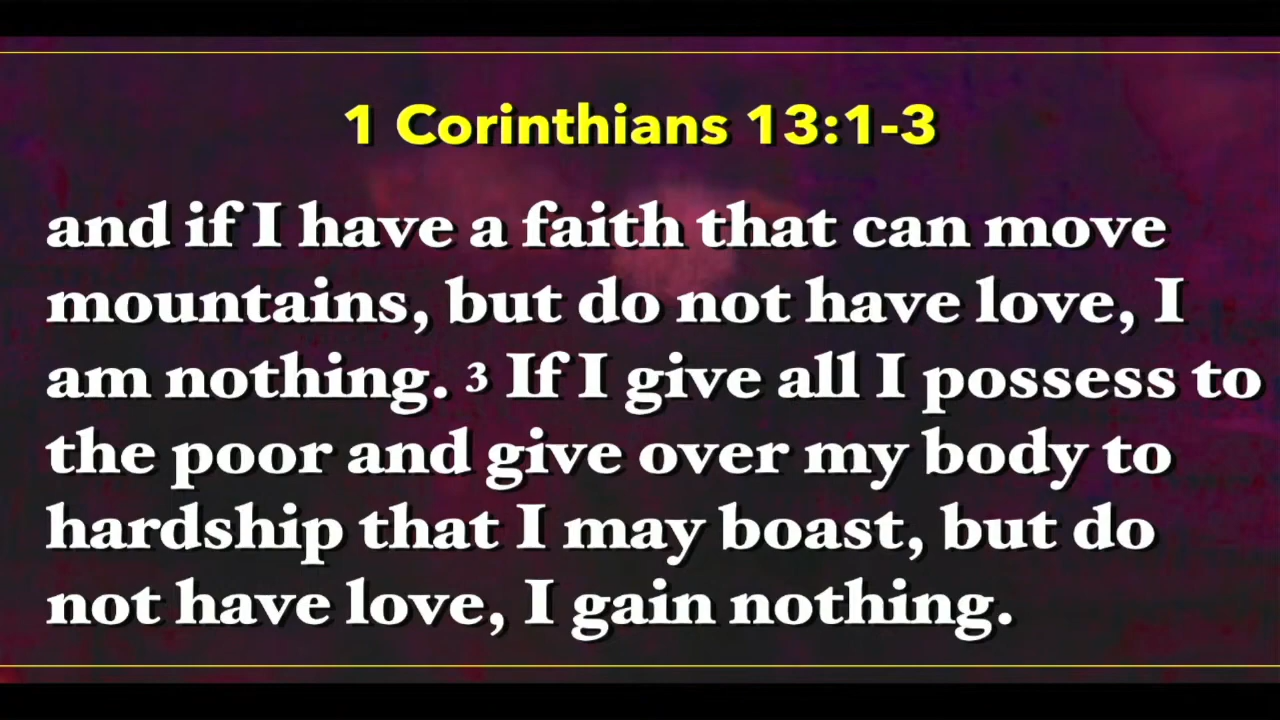 1 Corinthians 13:1-3
and if I have a faith that can move
mountains, but do not have love, I
am nothing. 3 If I give all I possess to
the poor and give over my body to
hardship that I may boast, but do
not have love, I gain nothing.